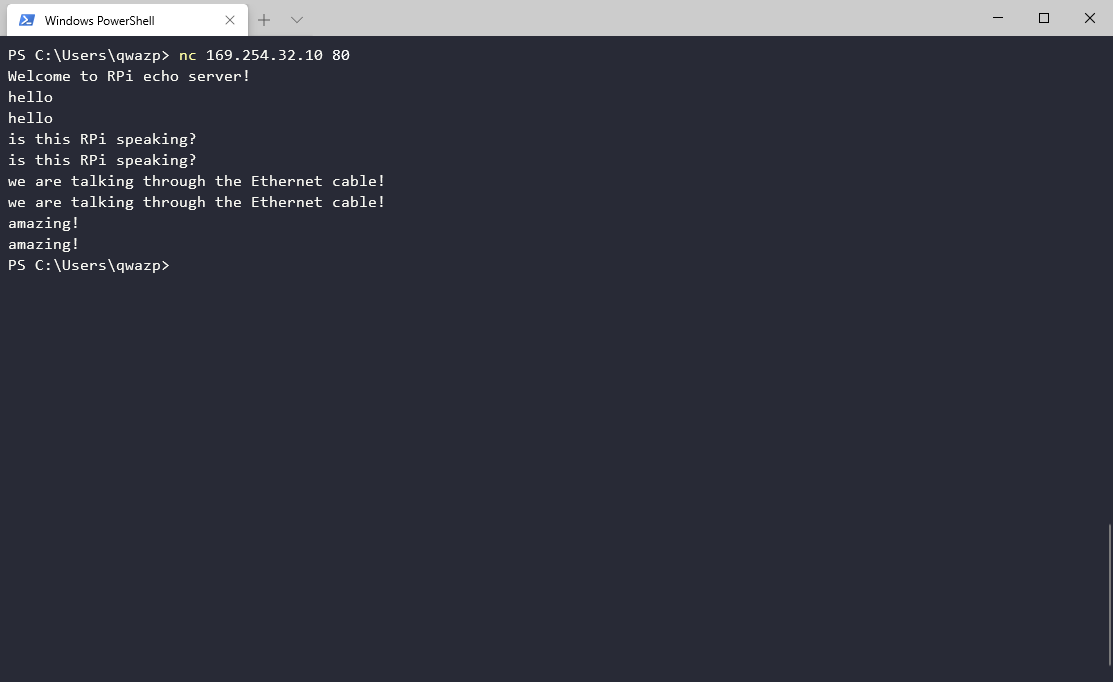 Windows PowerShell
PS C:\Users\qwazp> nc 169.254.32.10 80
Welcome to RPi echo server!
hello
hello
is this RPi speaking?
is this RPi speaking?
we are talking through the Ethernet cable!
we are talking through the Ethernet cable!
amazing!
amazing!
PS C:\Users\qwazp>